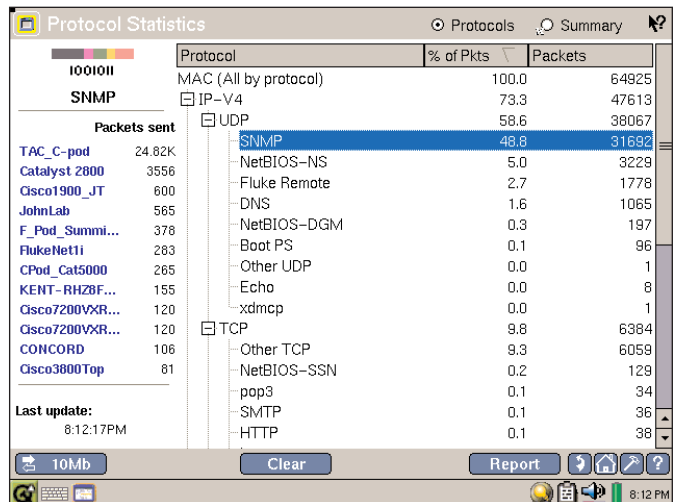 Protocol Statistics
Protocols
Summary
1001011
SNMP
Packets sent
TAC_C-pod 24.82K
Catalyst 2800 3556
Cisco1900_JT 600
JohnLab 565
F_Pod_Summi... 378
FlukeNet1i 283
CPod_Cat5000 265
KENT-RHZ8F... 155
Cisco7200VXR... 120
Cisco7200VXR... 120
CONCORD 106
Cisco3800Top 81
Last update:
8:12:17PM
Protocol % of Pkts Packets
MAC (All by protocol) 100.0 64925
IP-V4 73.3 47613
UDP 58.6 38067
SNMP 48.8 31692
NetBIOS-NS 5.0 3229
Fluke Remote 2.7 1778
DNS 1.6 1065
NetBIOS-DGM 0.3 197
Boot PS 0.1 96
Other UDP 0.0 1
Echo 0.0 8
xdmcp 0.0 1
TCP 9.8 6384
Other TCP 9.3 6059
NetBIOS-SSN 0.2 129
pop3 0.1 34
SMTP 0.1 36
HTTP 0.1 38
10Mb
Clear
Report
?
8:12 PM